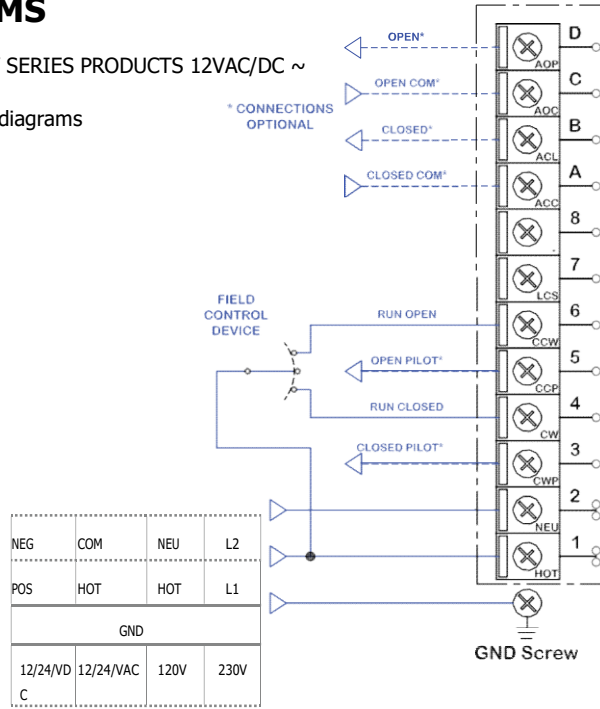 MS
SERIES PRODUCTS 12VAC/DC ~
diagrams
* CONNECTIONS
OPTIONAL
OPEN*
OPEN COM*
CLOSED*
CLOSED COM*
D
AOP
C
AOC
B
ACL
A
ACC
8
-
7
LCS
FIELD
CONTROL
DEVICE
RUN OPEN
6
CCW
OPEN PILOT*
5
CCP
RUN CLOSED
4
CW
CLOSED PILOT*
3
CWP
2
NEU
1
HOT
GND Screw
NEG COM NEU L2
POS HOT HOT L1
GND
12/24/VD 12/24/VAC 120V 230V
C